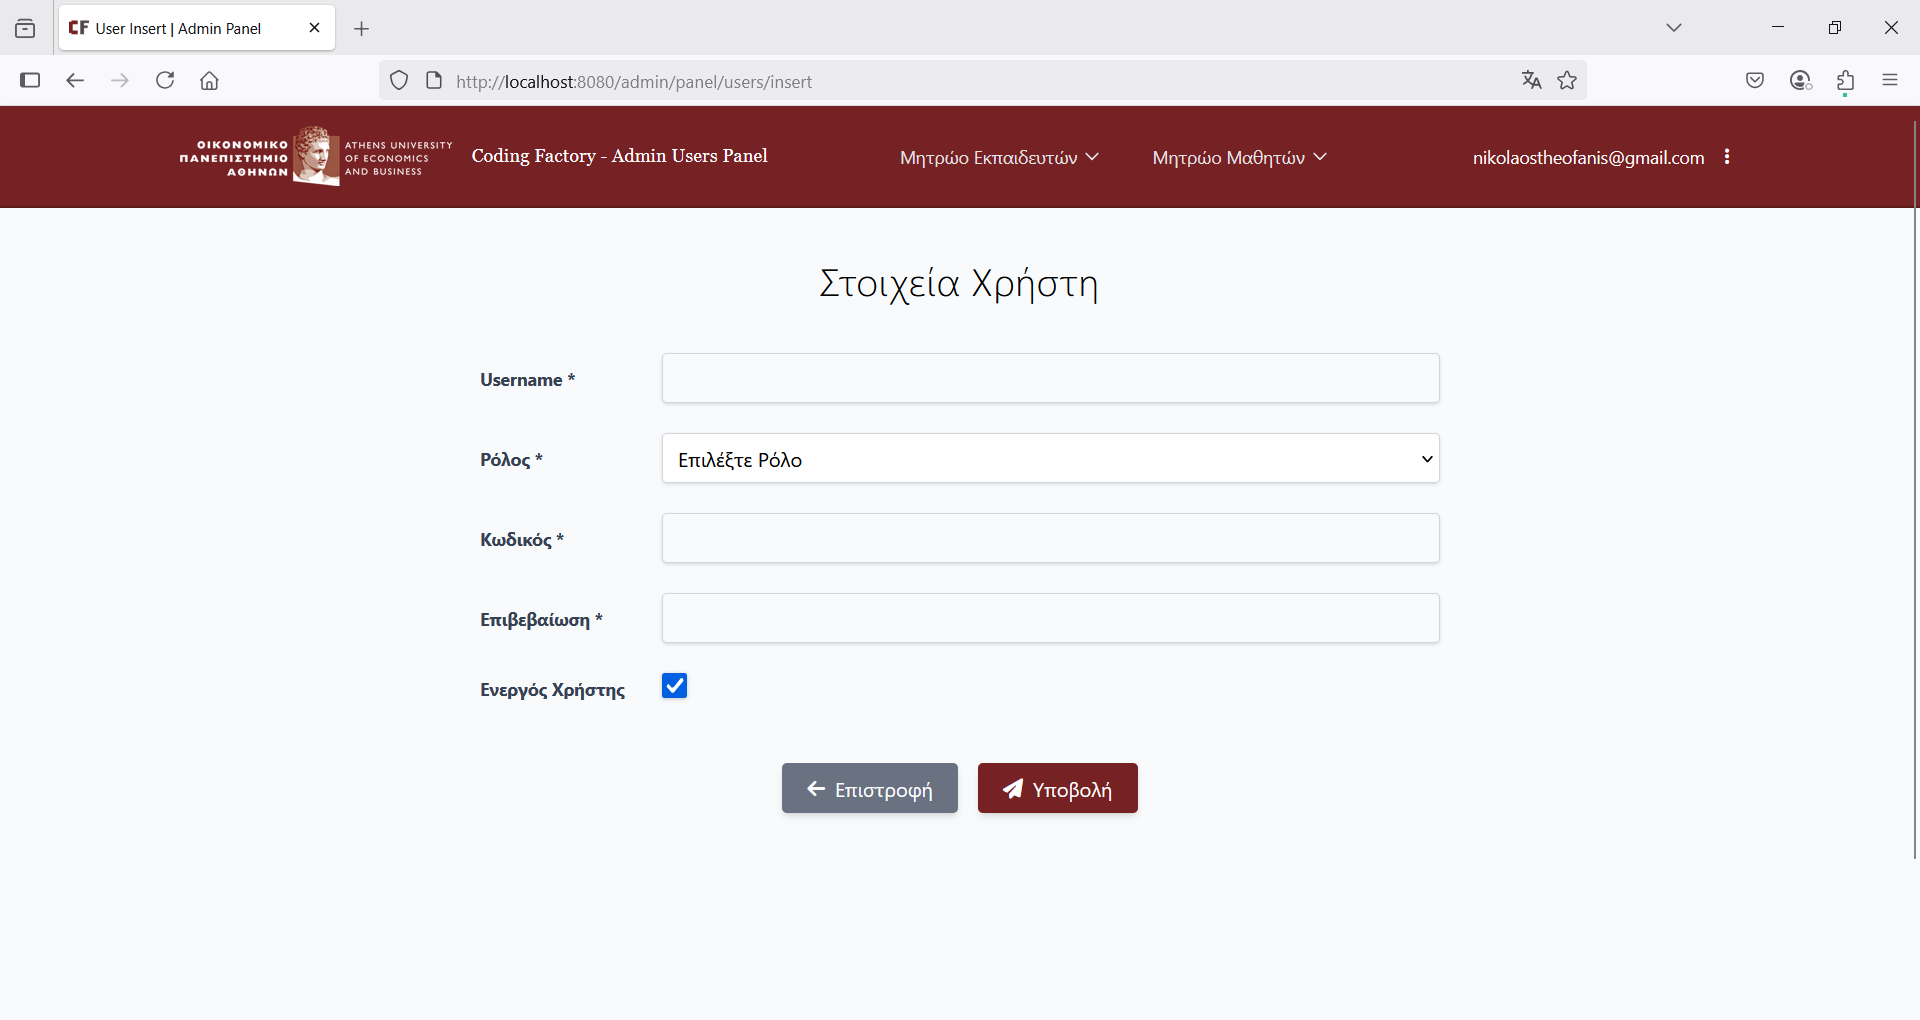 User Insert | Admin Panel
http://localhost:8080/admin/panel/users/insert
ΟΙΚΟΝΟΜΙΚΟ
ΠΑΝΕΠΙΣΤΗΜΙΟ
ΑΘΗΝΩΝ
ATHENS UNIVERSITY
OF ECONOMICS
AND BUSINESS
Coding Factory - Admin Users Panel
Μητρώο Εκπαιδευτών
Μητρώο Μαθητών
nikolaostheofanis@gmail.com
Στοιχεία Χρήστη
Username *
Ρόλος *
Επιλέξτε Ρόλο
Κωδικός *
Επιβεβαίωση *
Ενεργός Χρήστης
Επιστροφή
Υποβολή